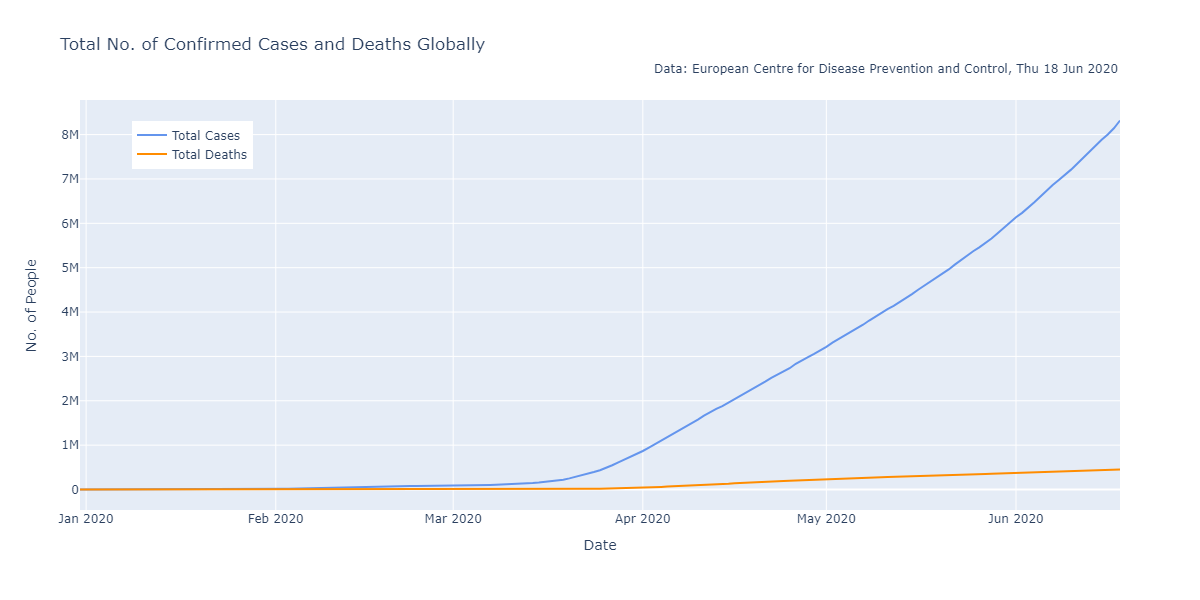 Total No. of Confirmed Cases and Deaths Globally
Data: European Centre for Disease Prevention and Control, Thu 18 Jun 2020
Total Cases
Total Deaths
8M
7M
6M
5M
4M
3M
2M
1M
0
No. of People
Jan 2020
Feb 2020
Mar 2020
Apr 2020
May 2020
Jun 2020
Date